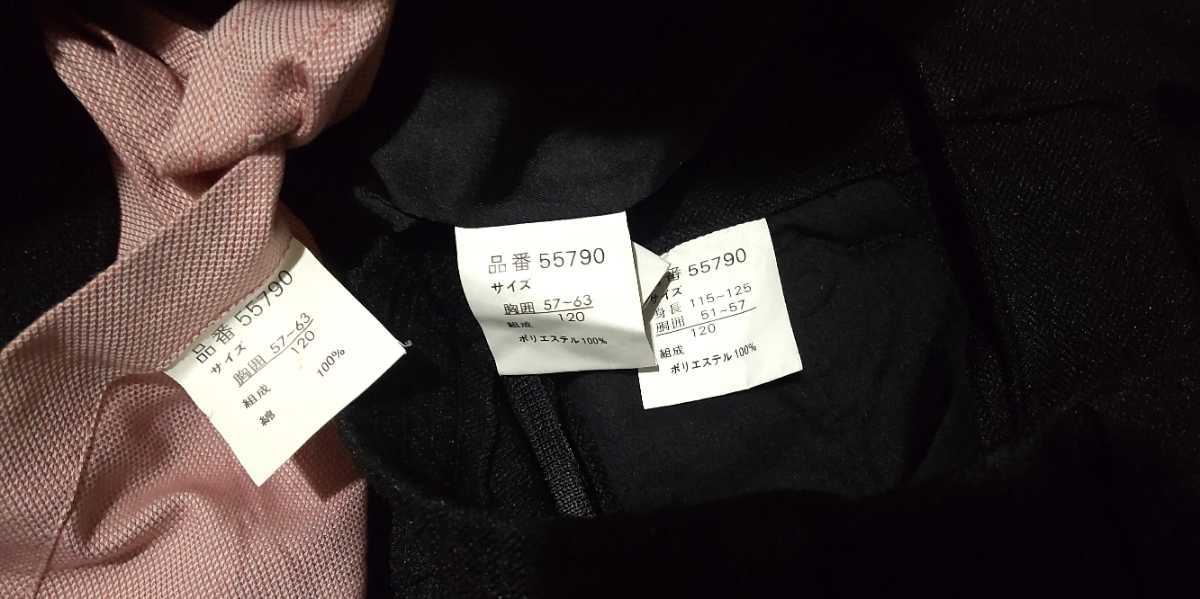 品番 55790
サイズ
胸囲 57~63
120
組成
綿 100%
品番 55790
サイズ
胸囲 57~63
120
組成
ポリエステル100%
番 55790
サイズ
身長 115~125
胸囲 51~57
120
組成
ポリエステル100%